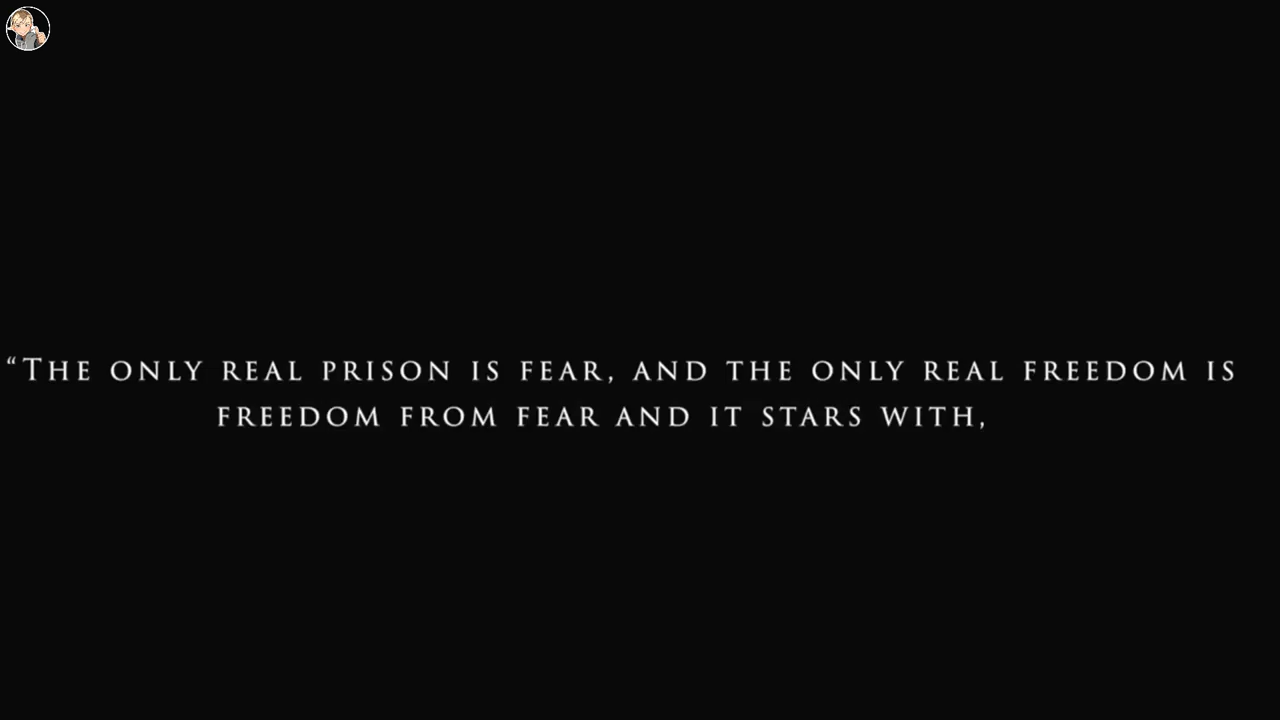 “The only real prison is fear, and the only real freedom is
freedom from fear and it stars with,